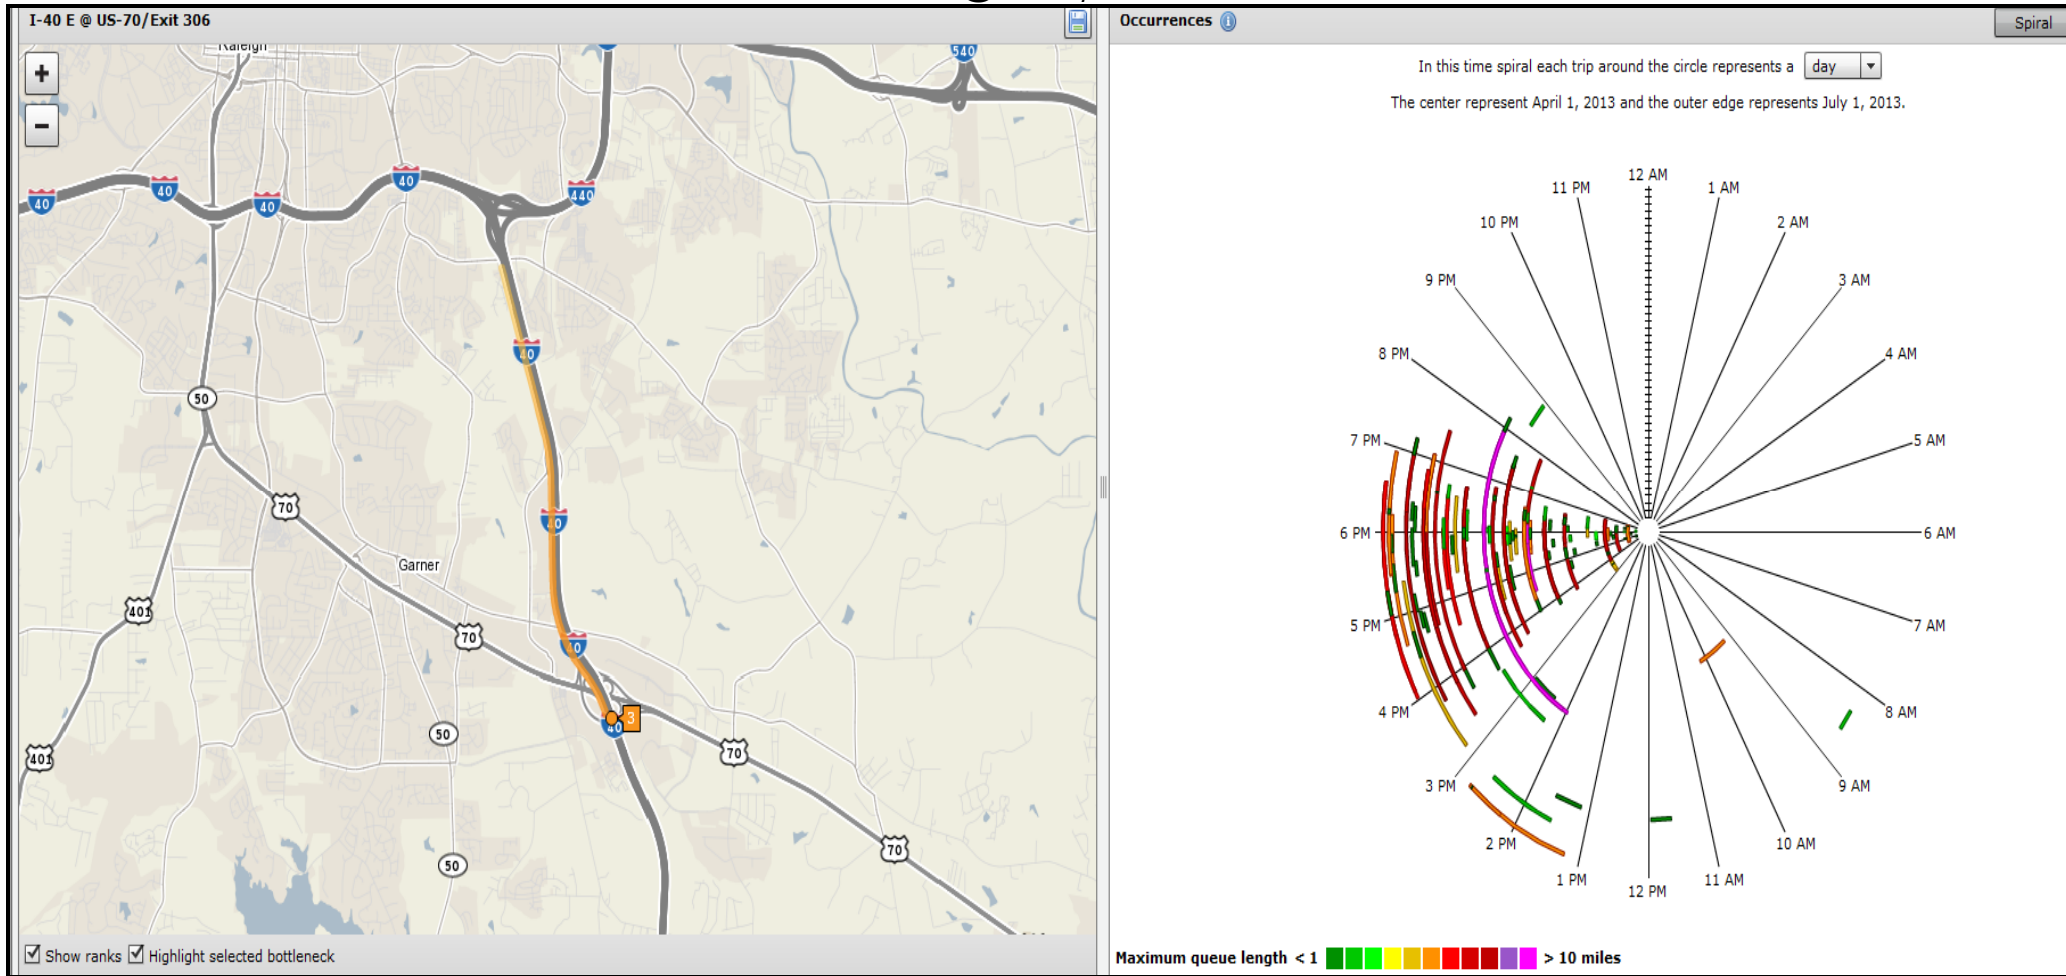 I-40 E @ US-70/Exit 306
Raleigh
+
−
540
40
40
40
40
440
40
50
40
70
Garner
401
70
40
3
40
50
70
401
70
50
Show ranks Highlight selected bottleneck
Occurrences
Spiral
In this time spiral each trip around the circle represents a day
The center represent April 1, 2013 and the outer edge represents July 1, 2013.
12 AM
11 PM
1 AM
10 PM
2 AM
9 PM
3 AM
8 PM
4 AM
7 PM
5 AM
6 PM
6 AM
5 PM
7 AM
4 PM
8 AM
3 PM
9 AM
2 PM
10 AM
1 PM
11 AM
12 PM
Maximum queue length < 1 > 10 miles